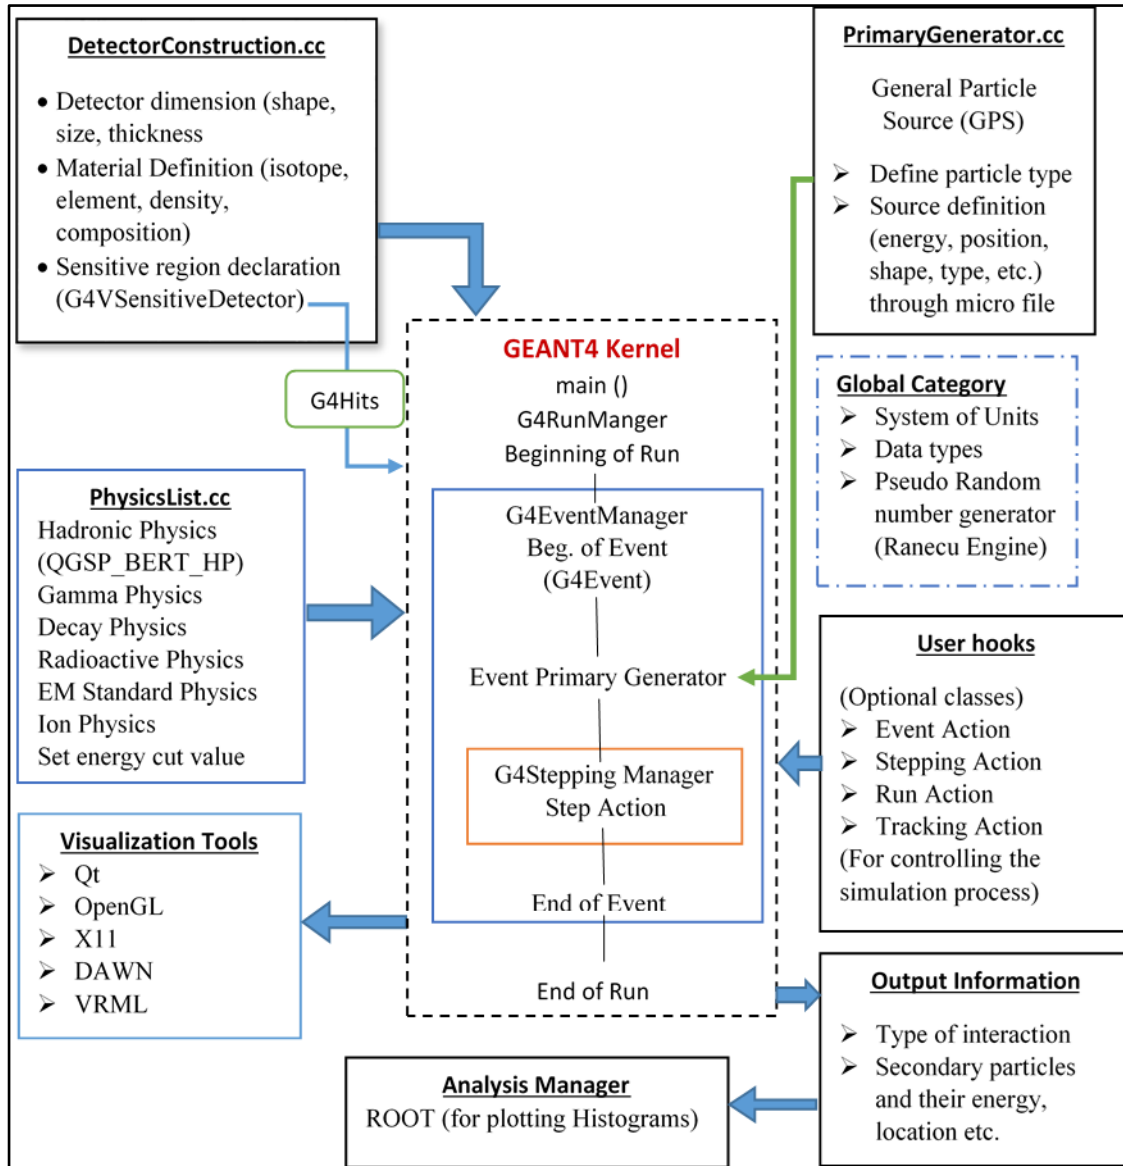 DetectorConstruction.cc
• Detector dimension (shape,
size, thickness
• Material Definition (isotope,
element, density,
composition)
• Sensitive region declaration
(G4VSensitiveDetector)
G4Hits
PhysicsList.cc
Hadronic Physics
(QGSP_BERT_HP)
Gamma Physics
Decay Physics
Radioactive Physics
EM Standard Physics
Ion Physics
Set energy cut value
Visualization Tools
➢ Qt
➢ OpenGL
➢ X11
➢ DAWN
➢ VRML
GEANT4 Kernel
main ()
G4RunManger
Beginning of Run
G4EventManager
Beg. of Event
(G4Event)
Event Primary Generator
G4Stepping Manager
Step Action
End of Event
End of Run
PrimaryGenerator.cc
General Particle
Source (GPS)
➢ Define particle type
➢ Source definition
(energy, position,
shape, type, etc.)
through micro file
Global Category
➢ System of Units
➢ Data types
➢ Pseudo Random
number generator
(Ranecu Engine)
User hooks
(Optional classes)
➢ Event Action
➢ Stepping Action
➢ Run Action
➢ Tracking Action
(For controlling the
simulation process)
Output Information
➢ Type of interaction
➢ Secondary particles
and their energy,
location etc.
Analysis Manager
ROOT (for plotting Histograms)